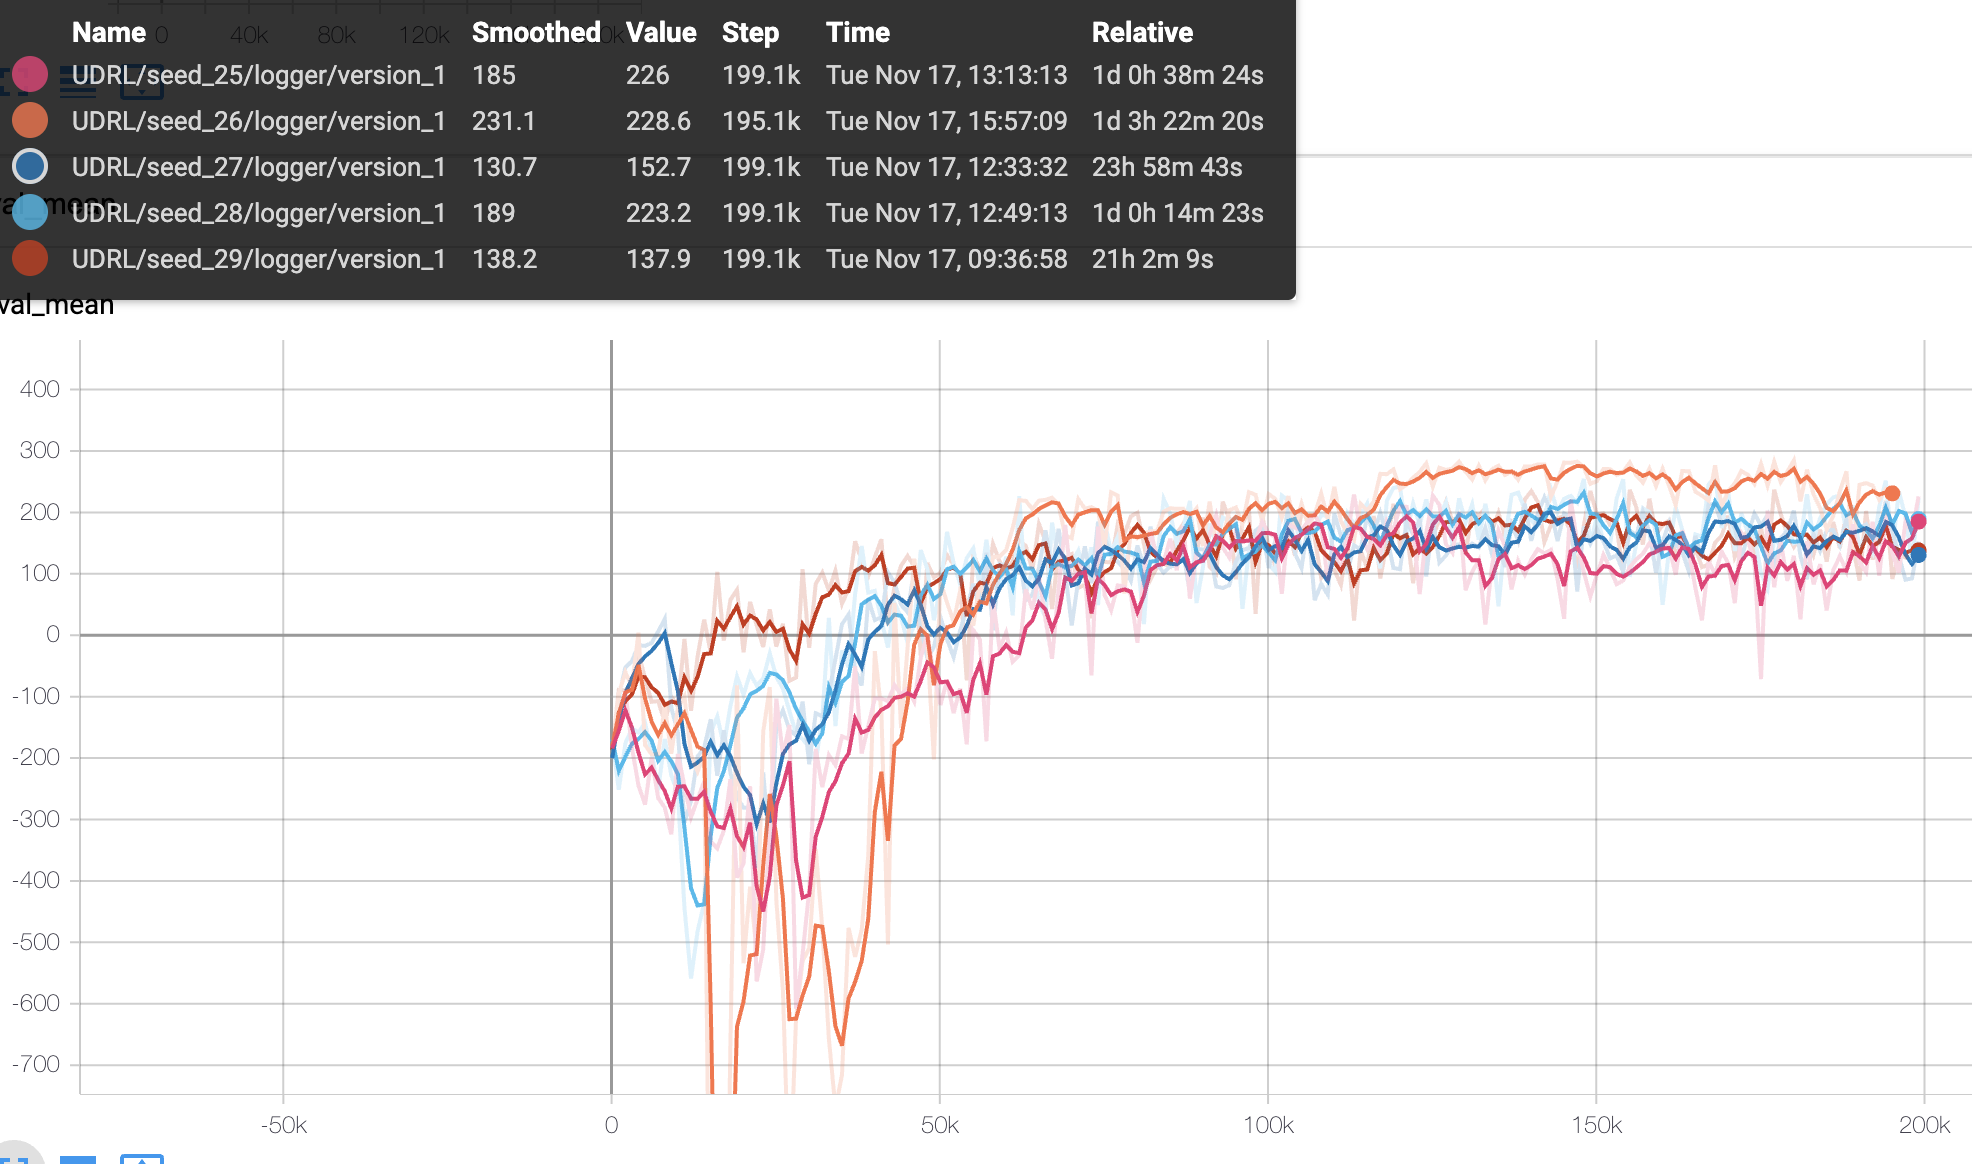 Name Smoothed Value Step Time Relative
0 40k 80k 120k
UDRL/seed_25/logger/version_1 185 226 199.1k Tue Nov 17, 13:13:13 1d 0h 38m 24s
UDRL/seed_26/logger/version_1 231.1 228.6 195.1k Tue Nov 17, 15:57:09 1d 3h 22m 20s
UDRL/seed_27/logger/version_1 130.7 152.7 199.1k Tue Nov 17, 12:33:32 23h 58m 43s
UDRL/seed_28/logger/version_1 189 223.2 199.1k Tue Nov 17, 12:49:13 1d 0h 14m 23s
UDRL/seed_29/logger/version_1 138.2 137.9 199.1k Tue Nov 17, 09:36:58 21h 2m 9s
val_mean
400
300
200
100
0
-100
-200
-300
-400
-500
-600
-700
-50k 0 50k 100k 150k 200k